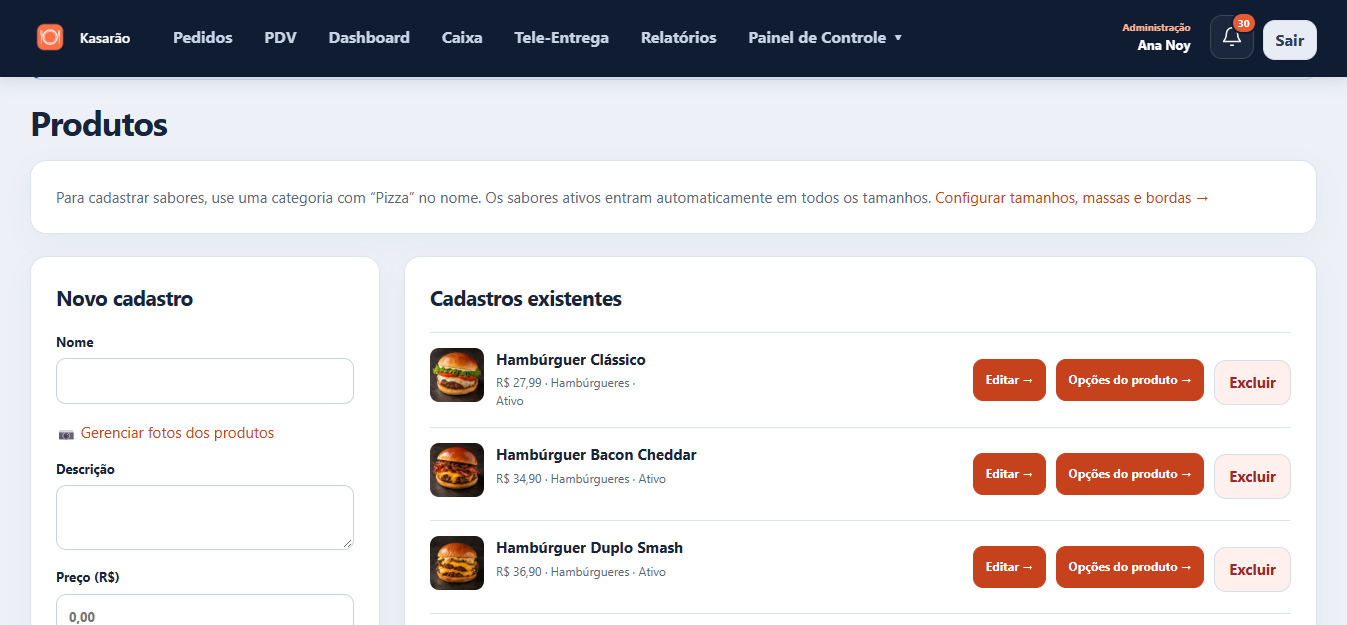 Kasarão
Pedidos
PDV
Dashboard
Caixa
Tele-Entrega
Relatórios
Painel de Controle ▼
Administração
Ana Noy
30
Sair
Produtos
Para cadastrar sabores, use uma categoria com “Pizza” no nome. Os sabores ativos entram automaticamente em todos os tamanhos. Configurar tamanhos, massas e bordas →
Novo cadastro
Nome
Gerenciar fotos dos produtos
Descrição
Preço (R$)
0,00
Cadastros existentes
Hambúrguer Clássico
R$ 27,99 · Hambúrgueres ·
Ativo
Editar →
Opções do produto →
Excluir
Hambúrguer Bacon Cheddar
R$ 34,90 · Hambúrgueres · Ativo
Editar →
Opções do produto →
Excluir
Hambúrguer Duplo Smash
R$ 36,90 · Hambúrgueres · Ativo
Editar →
Opções do produto →
Excluir